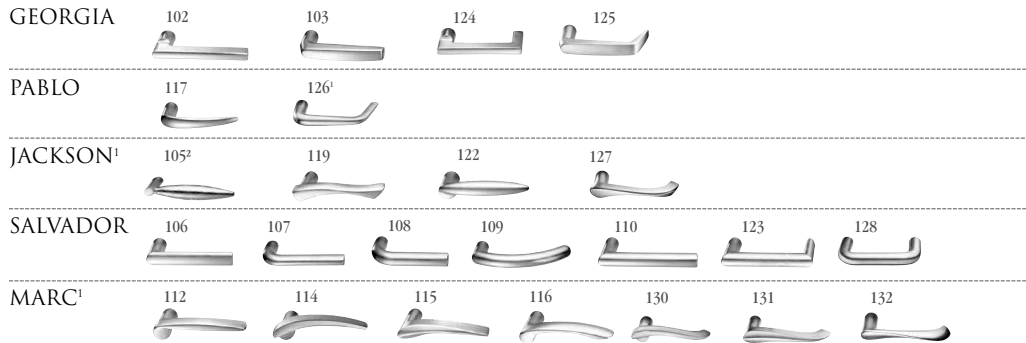 GEORGIA 102 103 124 125
PABLO 117 126¹
JACKSON¹ 105² 119 122 127
SALVADOR 106 107 108 109 110 123 128
MARC¹ 112 114 115 116 130 131 132